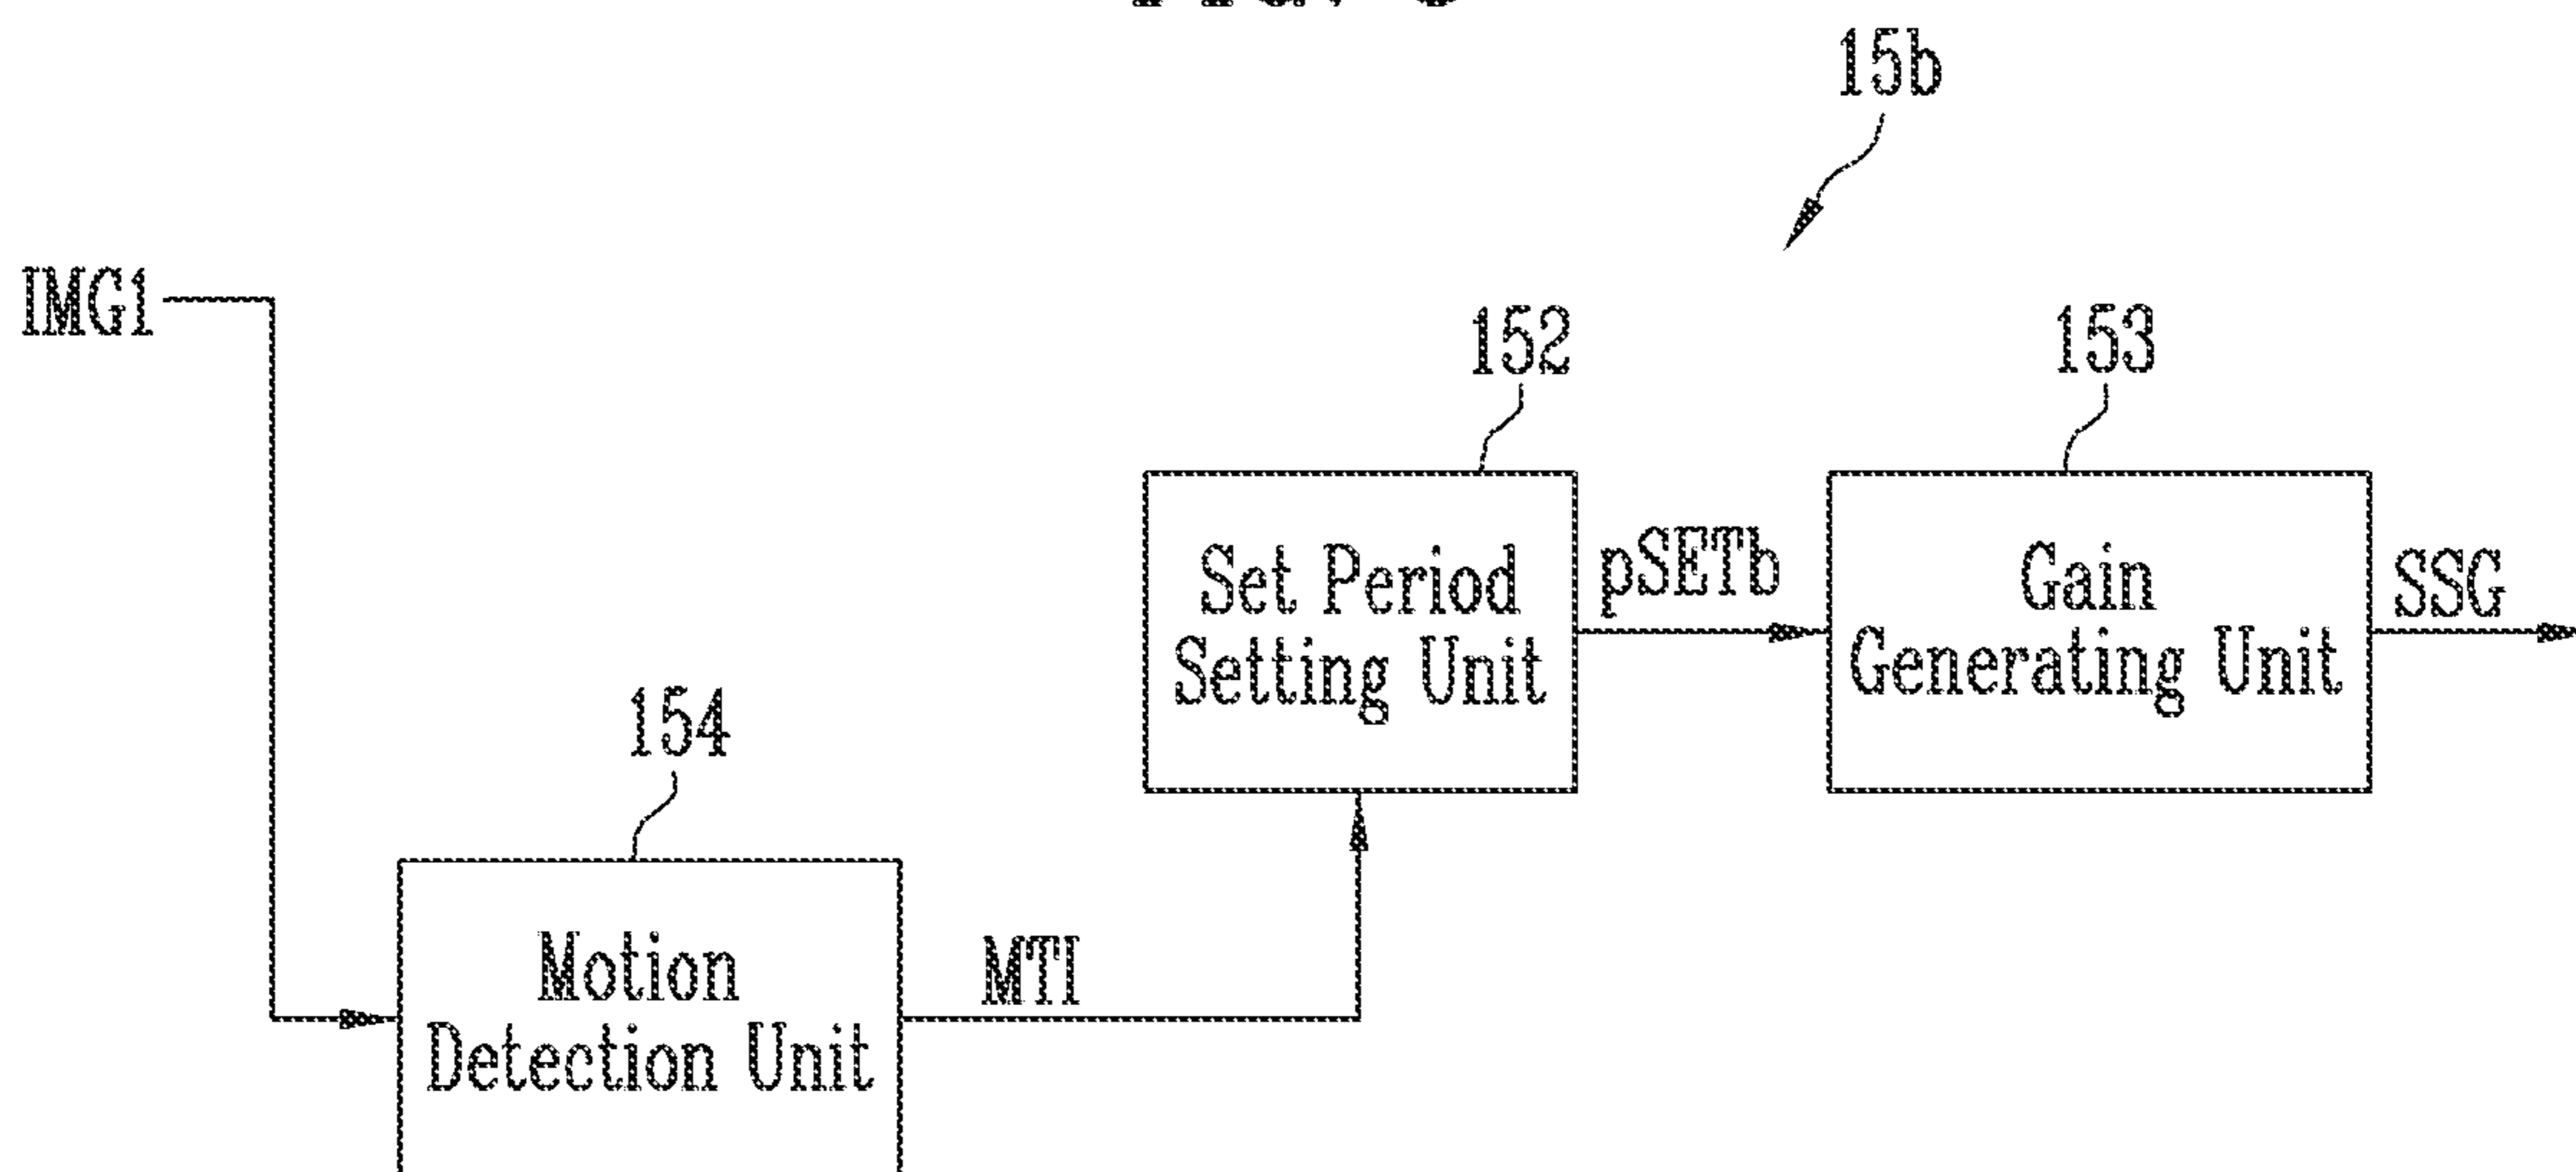 15b
IMG1
152
153
Set Period
Setting Unit
pSETb
Gain
Generating Unit
SSG
154
Motion
Detection Unit
MTI